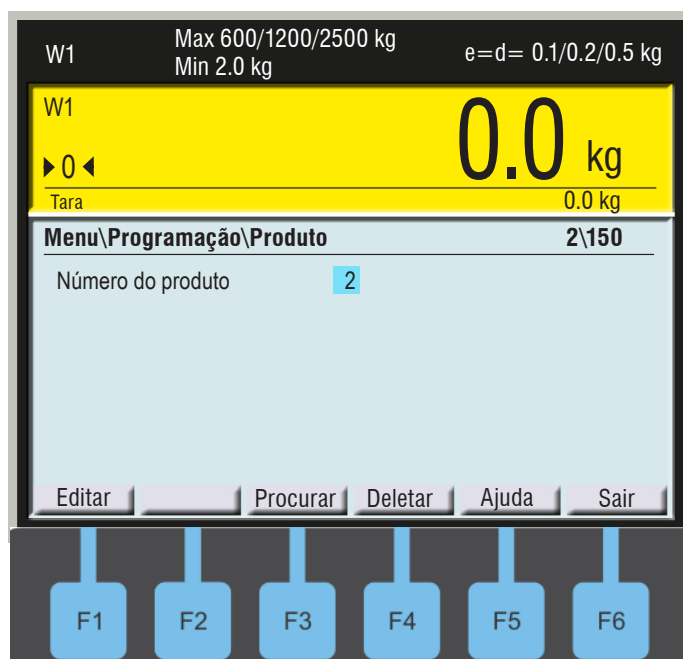 W1 Max 600/1200/2500 kg e=d= 0.1/0.2/0.5 kg
Min 2.0 kg
W1
0.0 kg
▶0◀
Tara 0.0 kg
Menu\Programação\Produto 2\150
Número do produto 2
Editar Procurar Deletar Ajuda Sair
F1 F2 F3 F4 F5 F6